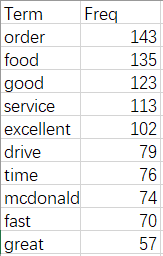 Term Freq
order 143
food 135
good 123
service 113
excellent 102
drive 79
time 76
mcdonald 74
fast 70
great 57